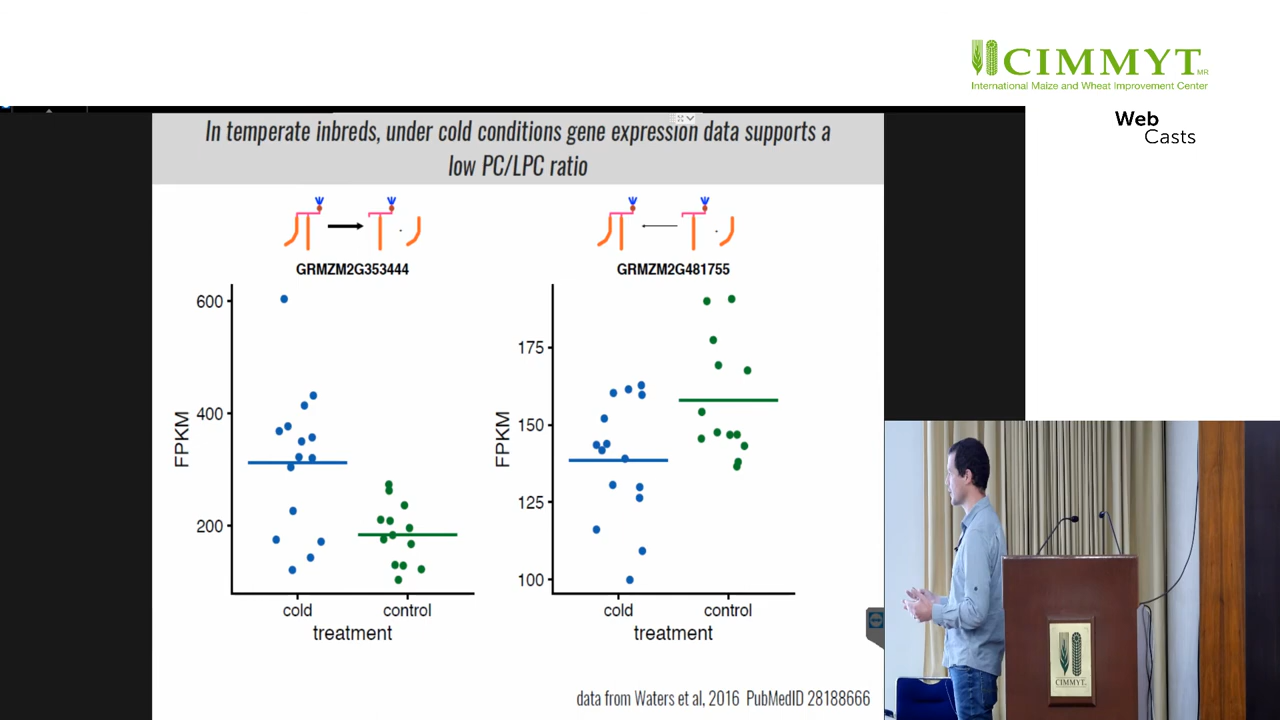 CIMMYT MR
International Maize and Wheat Improvement Center
Web
Casts
In temperate inbreds, under cold conditions gene expression data supports a
low PC/LPC ratio
GRMZM2G353444
600
400
200
FPKM
cold
control
treatment
GRMZM2G481755
175
150
125
100
FPKM
cold
control
treatment
data from Waters et al, 2016 PubMedID 28188666
CIMMYT